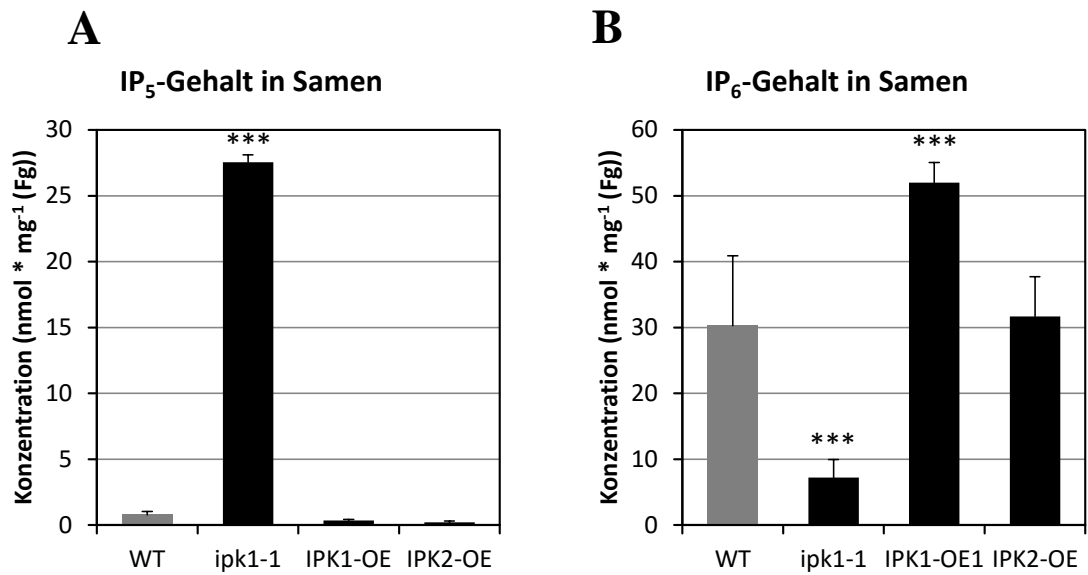 A
IP₅-Gehalt in Samen
Konzentration (nmol * mg⁻¹ (Fg))
30
25
20
15
10
5
0
***
WT
ipk1-1
IPK1-OE
IPK2-OE
B
IP₆-Gehalt in Samen
Konzentration (nmol * mg⁻¹ (Fg))
60
50
40
30
20
10
0
***
***
WT
ipk1-1
IPK1-OE1
IPK2-OE